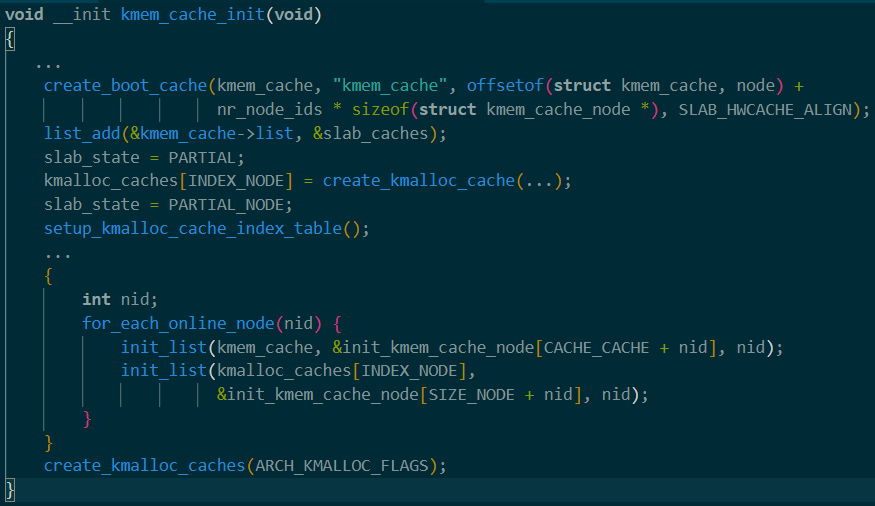 void __init kmem_cache_init(void)
{
...
create_boot_cache(kmem_cache, "kmem_cache", offsetof(struct kmem_cache, node) +
nr_node_ids * sizeof(struct kmem_cache_node *), SLAB_HWCACHE_ALIGN);
list_add(&kmem_cache->list, &slab_caches);
slab_state = PARTIAL;
kmalloc_caches[INDEX_NODE] = create_kmalloc_cache(...);
slab_state = PARTIAL_NODE;
setup_kmalloc_cache_index_table();
...
{
int nid;
for_each_online_node(nid) {
init_list(kmem_cache, &init_kmem_cache_node[CACHE_CACHE + nid], nid);
init_list(kmalloc_caches[INDEX_NODE],
&init_kmem_cache_node[SIZE_NODE + nid], nid);
}
}
create_kmalloc_caches(ARCH_KMALLOC_FLAGS);
}